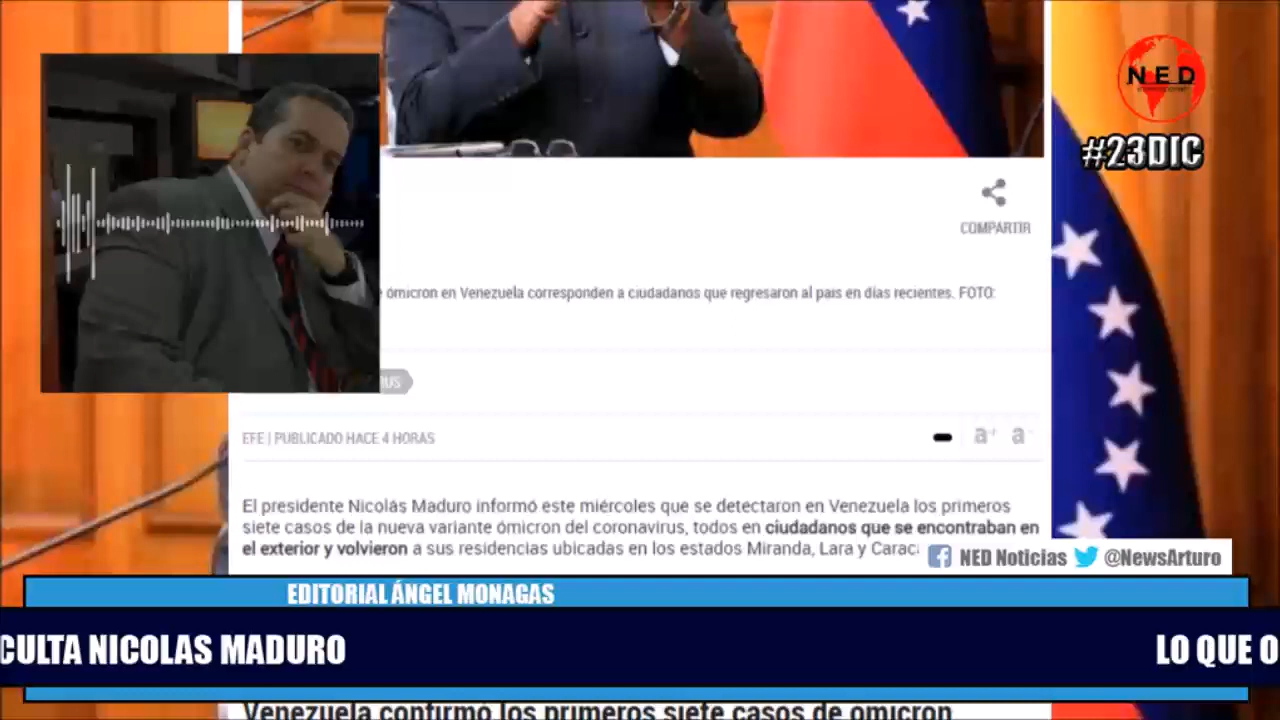 N.E.D
#23DIC
COMPARTIR
ómicron en Venezuela corresponden a ciudadanos que regresaron al país en días recientes. FOTO:
EFE | PUBLICADO HACE 4 HORAS
a+ a-
El presidente Nicolás Maduro informó este miércoles que se detectaron en Venezuela los primeros
siete casos de la nueva variante ómicron del coronavirus, todos en ciudadanos que se encontraban en
el exterior y volvieron a sus residencias ubicadas en los estados Miranda, Lara y Carac
NED Noticias @NewsArturo
EDITORIAL ÁNGEL MONAGAS
CULTA NICOLAS MADURO LO QUE O
Venezuela confirmó los primeros siete casos de ómicron